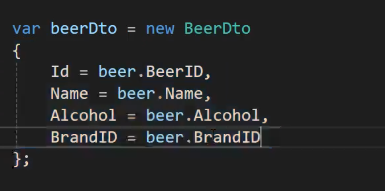 var beerDto = new BeerDto
{
Id = beer.BeerID,
Name = beer.Name,
Alcohol = beer.Alcohol,
BrandID = beer.BrandID
};